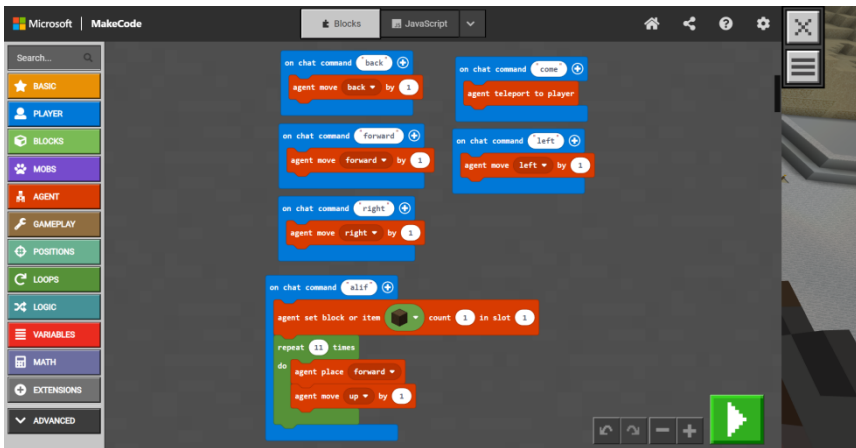 Microsoft | MakeCode
Blocks
JavaScript
Search...
BASIC
PLAYER
BLOCKS
MOBS
AGENT
GAMEPLAY
POSITIONS
LOOPS
LOGIC
VARIABLES
MATH
EXTENSIONS
ADVANCED
on chat command "back"
agent move back by 1
on chat command "come"
agent teleport to player
on chat command "forward"
agent move forward by 1
on chat command "left"
agent move left by 1
on chat command "right"
agent move right by 1
on chat command "alif"
agent set block or item count 1 in slot 1
repeat 11 times
do
agent place forward
agent move up by 1